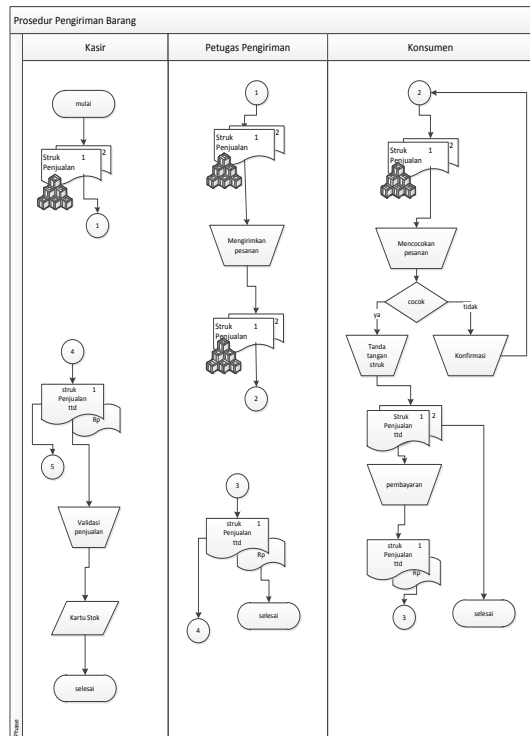 Prosedur Pengiriman Barang
Kasir
Petugas Pengiriman
Konsumen
mulai
Struk 1
Penjualan
2
1
4
struk 1
Penjualan
ttd
Rp
5
Validasi
penjualan
Kartu Stok
selesai
1
Struk 1
Penjualan
2
Mengirimkan
pesanan
Struk 1
Penjualan
2
2
3
struk 1
Penjualan
ttd
Rp
4
selesai
2
Struk 1
Penjualan
2
Mencocokan
pesanan
cocok
ya
tidak
Tanda
tangan
struk
Konfirmasi
Struk 1
Penjualan
ttd
2
pembayaran
struk 1
Penjualan
ttd
Rp
3
selesai
Phase